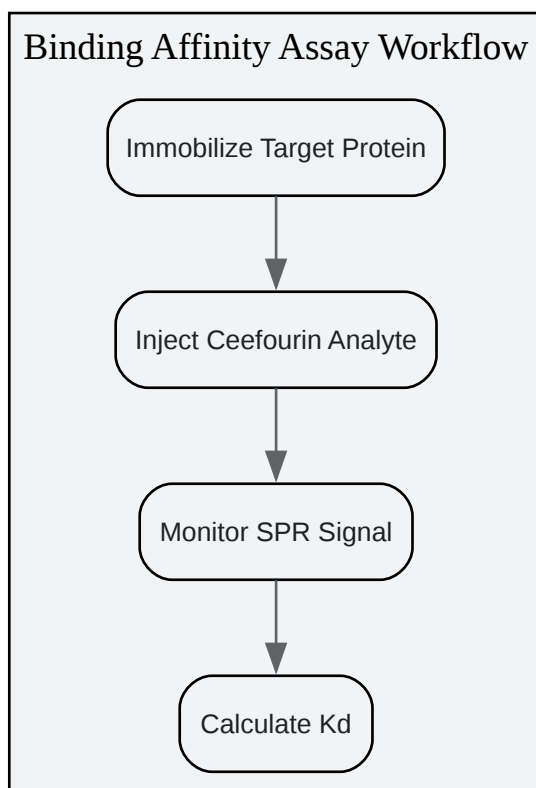 Binding Affinity Assay Workflow
Immobilize Target Protein
Inject Ceefourin Analyte
Monitor SPR Signal
Calculate Kd